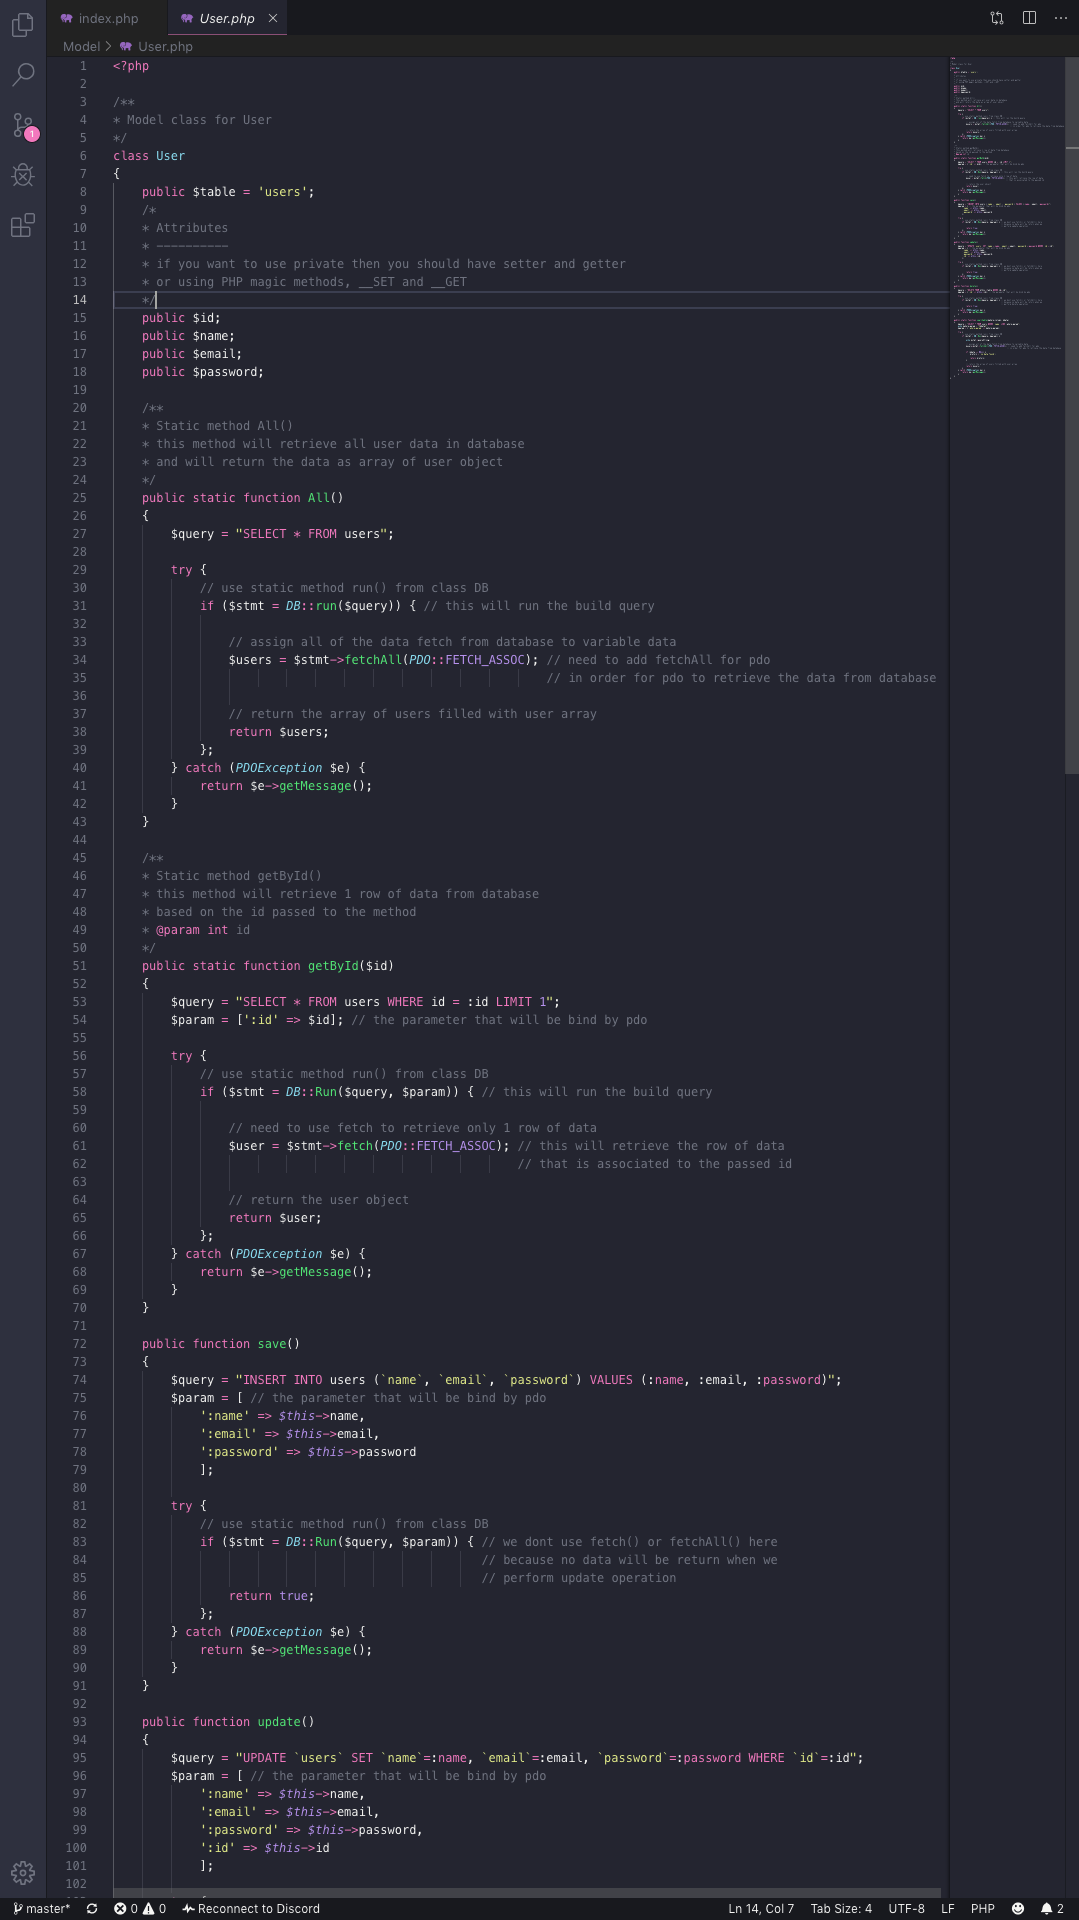 index.php
User.php
Model > User.php
1 <?php
2
3 /**
4 * Model class for User
5 */
6 class User
7 {
8 public $table = 'users';
9 /*
10 * Attributes
11 * ----------
12 * if you want to use private then you should have setter and getter
13 * or using PHP magic methods, __SET and __GET
14 */
15 public $id;
16 public $name;
17 public $email;
18 public $password;
19
20 /**
21 * Static method All()
22 * this method will retrieve all user data in database
23 * and will return the data as array of user object
24 */
25 public static function All()
26 {
27 $query = "SELECT * FROM users";
28
29 try {
30 // use static method run() from class DB
31 if ($stmt = DB::run($query)) { // this will run the build query
32
33 // assign all of the data fetch from database to variable data
34 $users = $stmt->fetchAll(PDO::FETCH_ASSOC); // need to add fetchAll for pdo
35 // in order for pdo to retrieve the data from database
36
37 // return the array of users filled with user array
38 return $users;
39 };
40 } catch (PDOException $e) {
41 return $e->getMessage();
42 }
43 }
44
45 /**
46 * Static method getById()
47 * this method will retrieve 1 row of data from database
48 * based on the id passed to the method
49 * @param int id
50 */
51 public static function getById($id)
52 {
53 $query = "SELECT * FROM users WHERE id = :id LIMIT 1";
54 $param = [':id' => $id]; // the parameter that will be bind by pdo
55
56 try {
57 // use static method run() from class DB
58 if ($stmt = DB::Run($query, $param)) { // this will run the build query
59
60 // need to use fetch to retrieve only 1 row of data
61 $user = $stmt->fetch(PDO::FETCH_ASSOC); // this will retrieve the row of data
62 // that is associated to the passed id
63
64 // return the user object
65 return $user;
66 };
67 } catch (PDOException $e) {
68 return $e->getMessage();
69 }
70 }
71
72 public function save()
73 {
74 $query = "INSERT INTO users (`name`, `email`, `password`) VALUES (:name, :email, :password)";
75 $param = [ // the parameter that will be bind by pdo
76 ':name' => $this->name,
77 ':email' => $this->email,
78 ':password' => $this->password
79 ];
80
81 try {
82 // use static method run() from class DB
83 if ($stmt = DB::Run($query, $param)) { // we dont use fetch() or fetchAll() here
84 // because no data will be return when we
85 // perform update operation
86 return true;
87 };
88 } catch (PDOException $e) {
89 return $e->getMessage();
90 }
91 }
92
93 public function update()
94 {
95 $query = "UPDATE `users` SET `name`=:name, `email`=:email, `password`=:password WHERE `id`=:id";
96 $param = [ // the parameter that will be bind by pdo
97 ':name' => $this->name,
98 ':email' => $this->email,
99 ':password' => $this->password,
100 ':id' => $this->id
101 ];
102
1
master* 0 0 Reconnect to Discord Ln 14, Col 7 Tab Size: 4 UTF-8 LF PHP 2